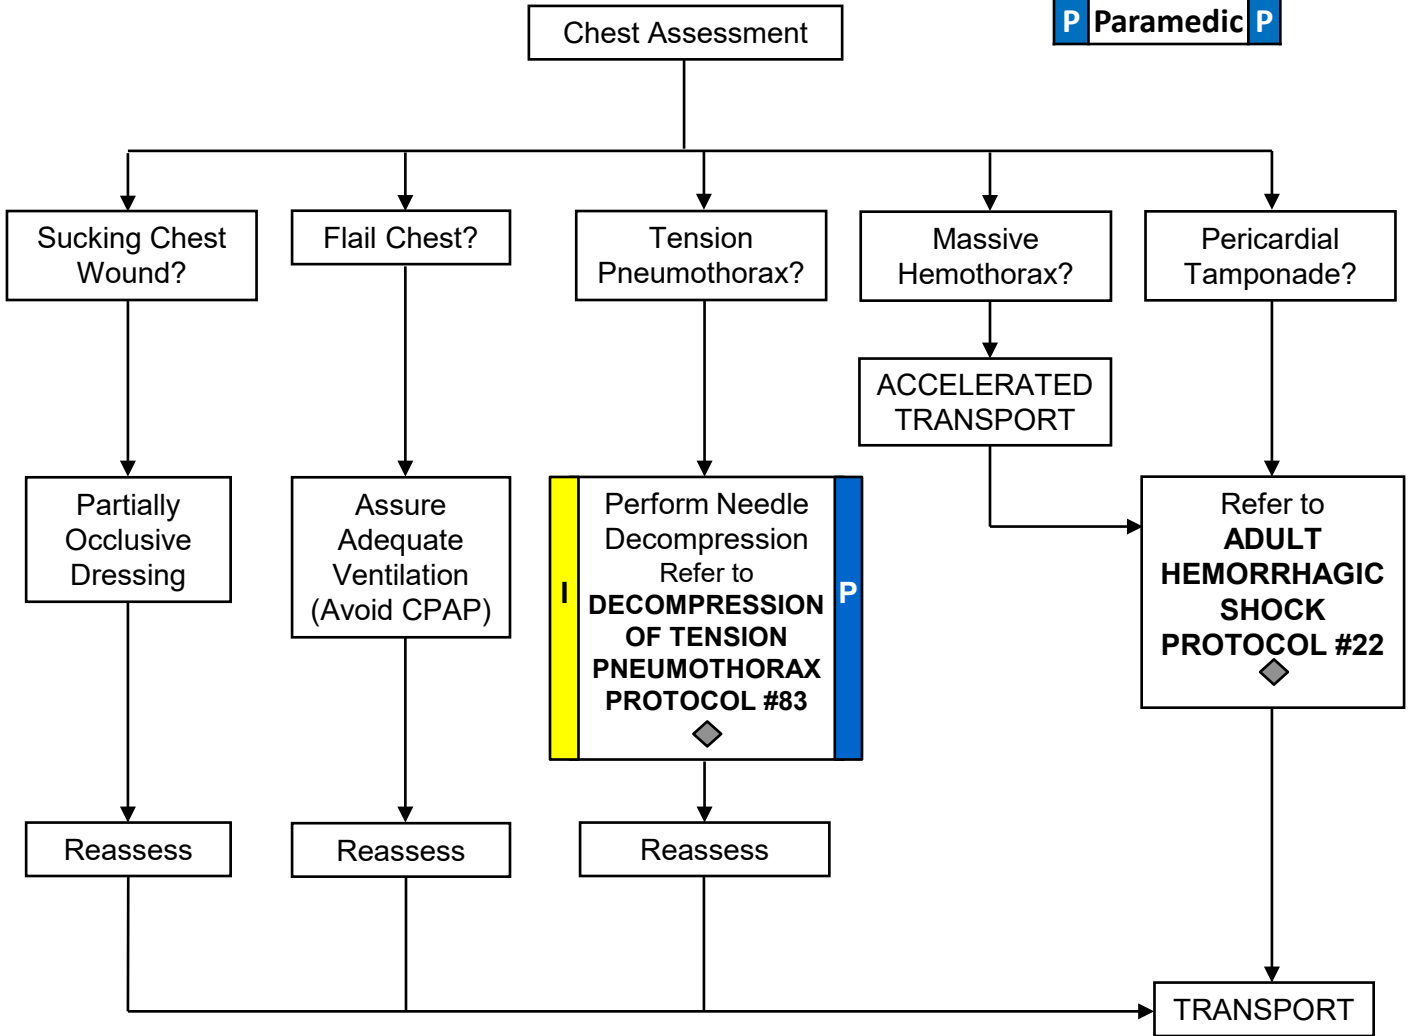 Chest Assessment
P Paramedic P
Sucking Chest
Wound?
Flail Chest?
Tension
Pneumothorax?
Massive
Hemothorax?
Pericardial
Tamponade?
ACCELERATED
TRANSPORT
Partially
Occlusive
Dressing
Assure
Adequate
Ventilation
(Avoid CPAP)
I
Perform Needle
Decompression
Refer to
DECOMPRESSION
OF TENSION
PNEUMOTHORAX
PROTOCOL #83
P
Refer to
ADULT
HEMORRHAGIC
SHOCK
PROTOCOL #22
Reassess
Reassess
Reassess
TRANSPORT